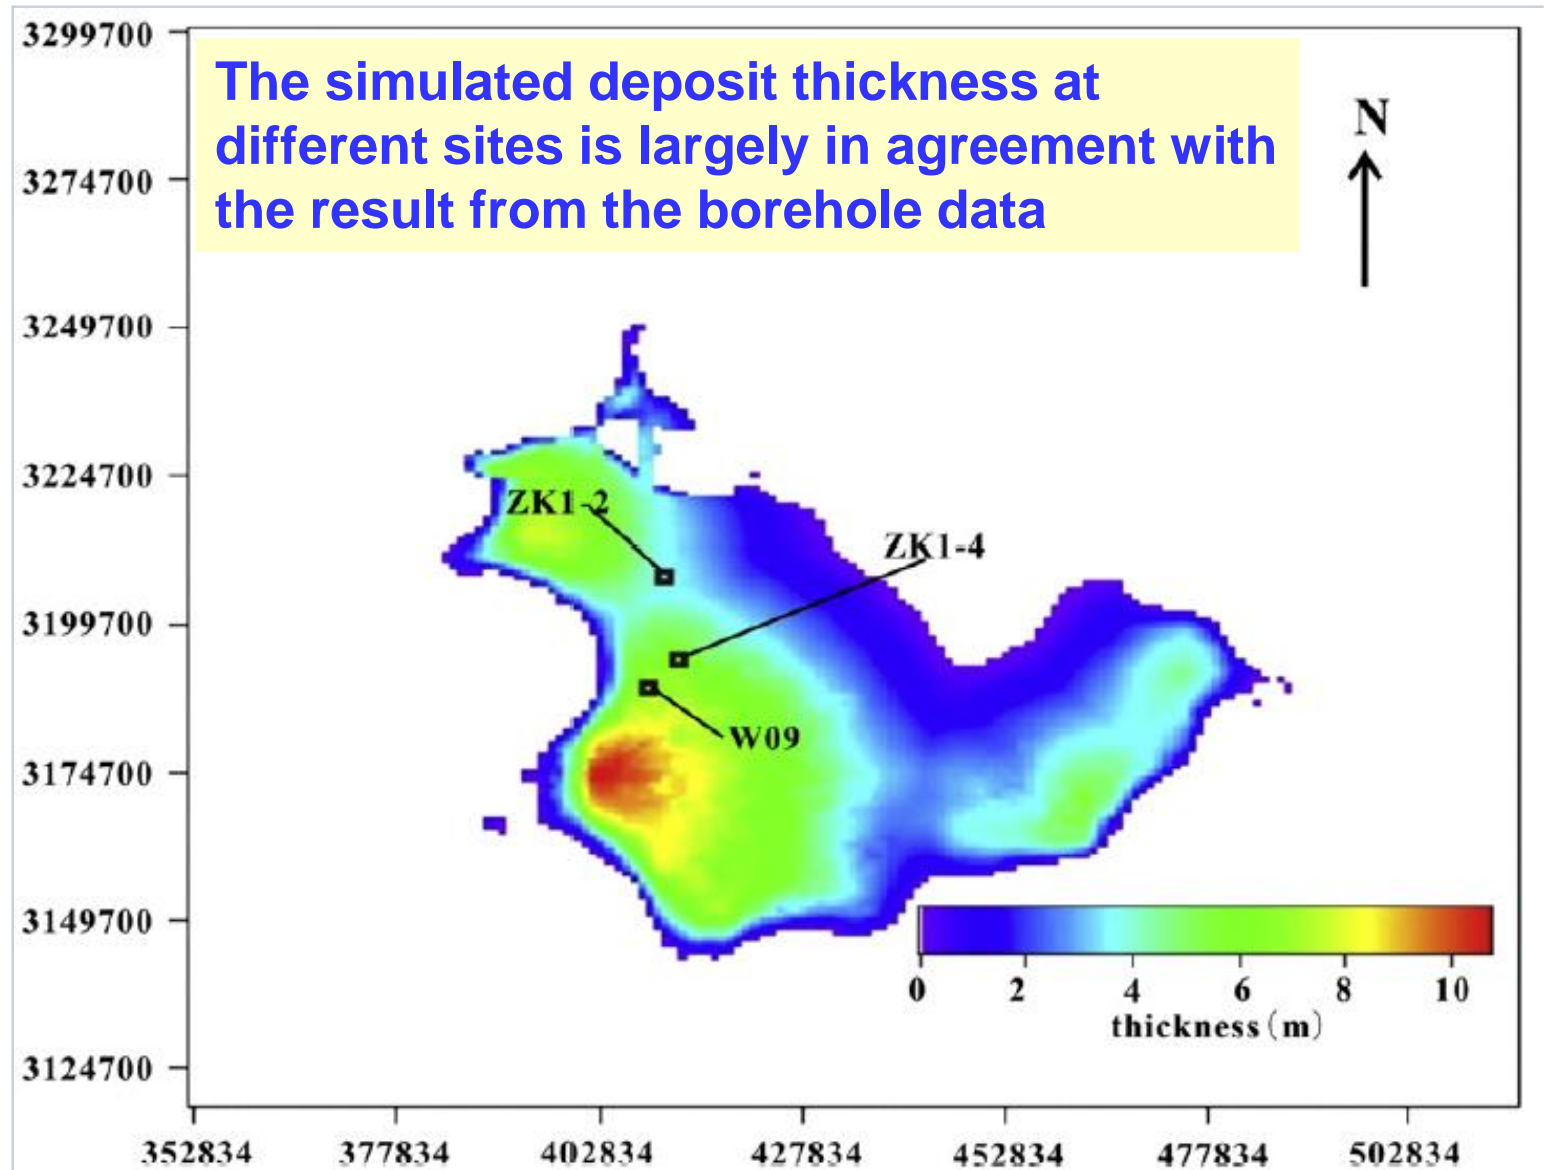 3299700
The simulated deposit thickness at
different sites is largely in agreement with
the result from the borehole data
N
3274700
3249700
3224700
ZK1-2
ZK1-4
3199700
W09
3174700
3149700
0 2 4 6 8 10
thickness(m)
3124700
352834 377834 402834 427834 452834 477834 502834